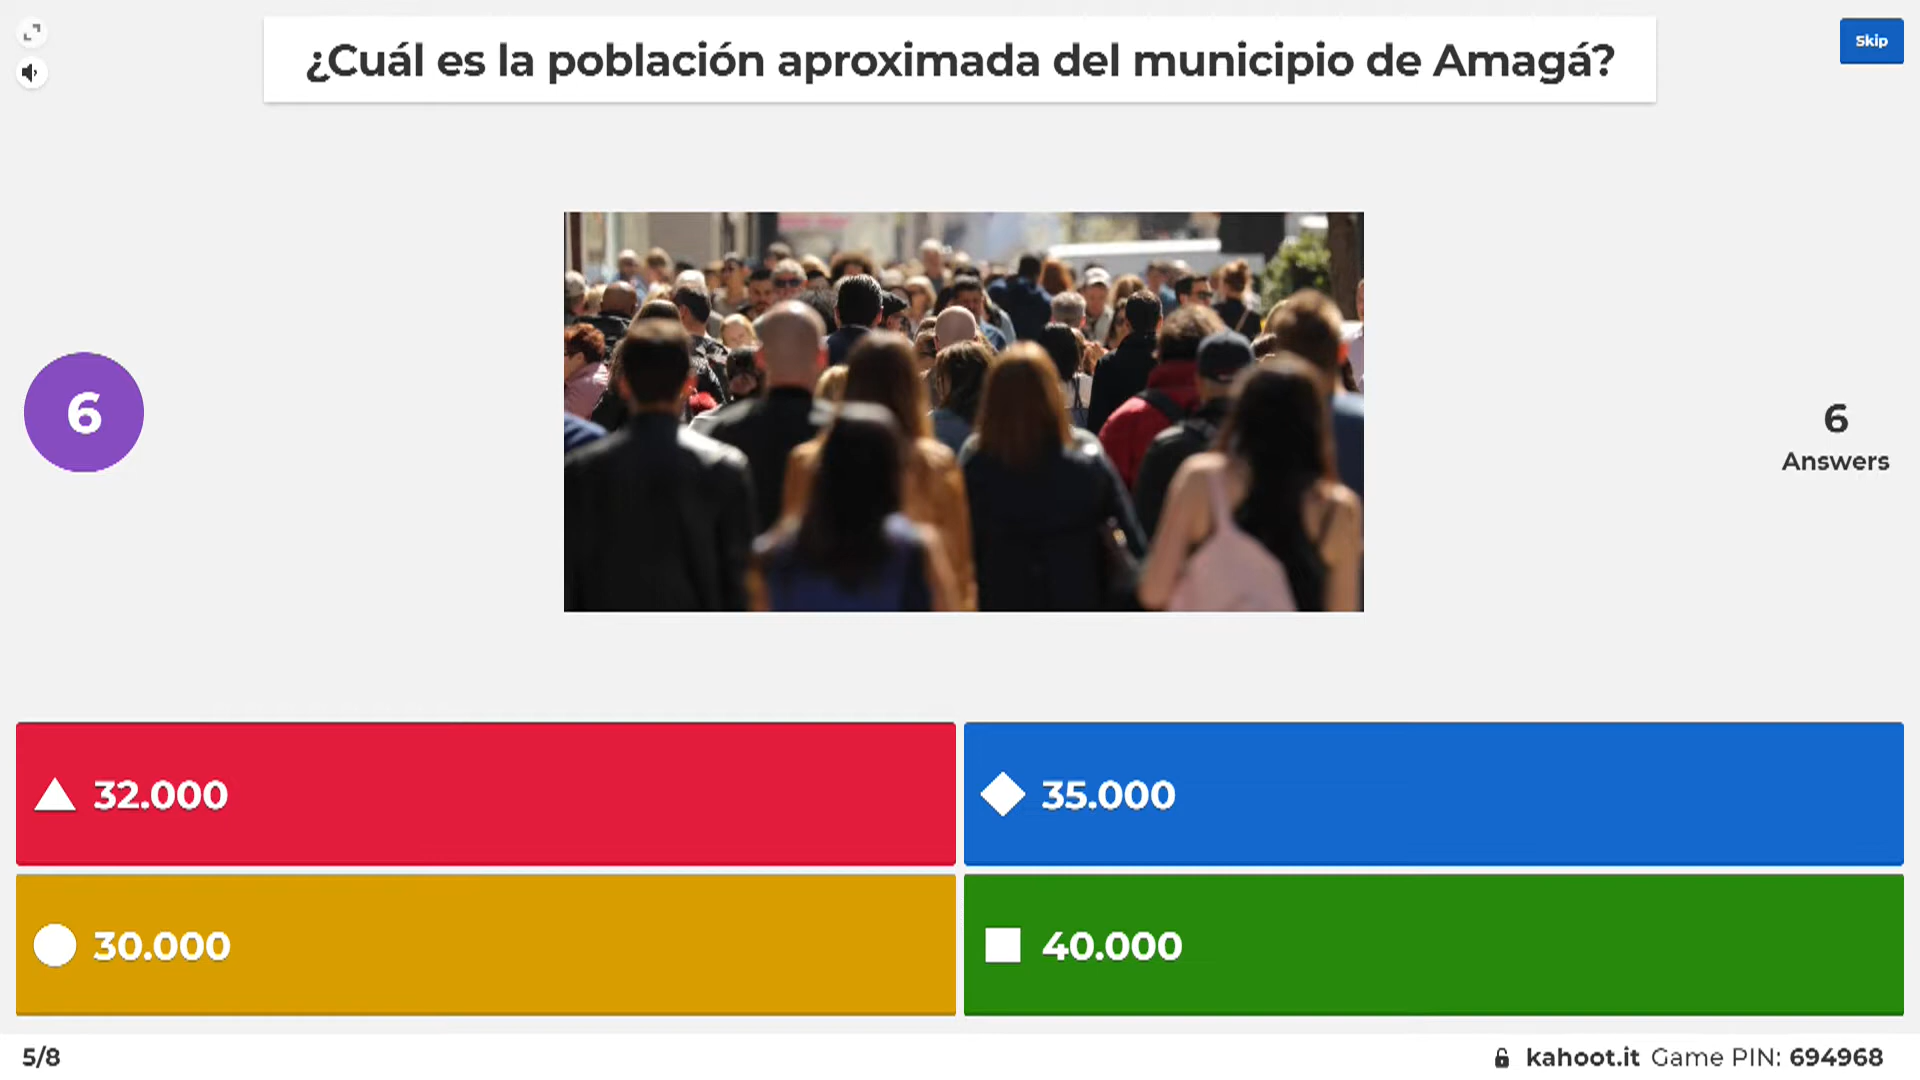 ¿Cuál es la población aproximada del municipio de Amagá?
Skip
6
6
Answers
32.000
35.000
30.000
40.000
5/8
kahoot.it Game PIN: 694968